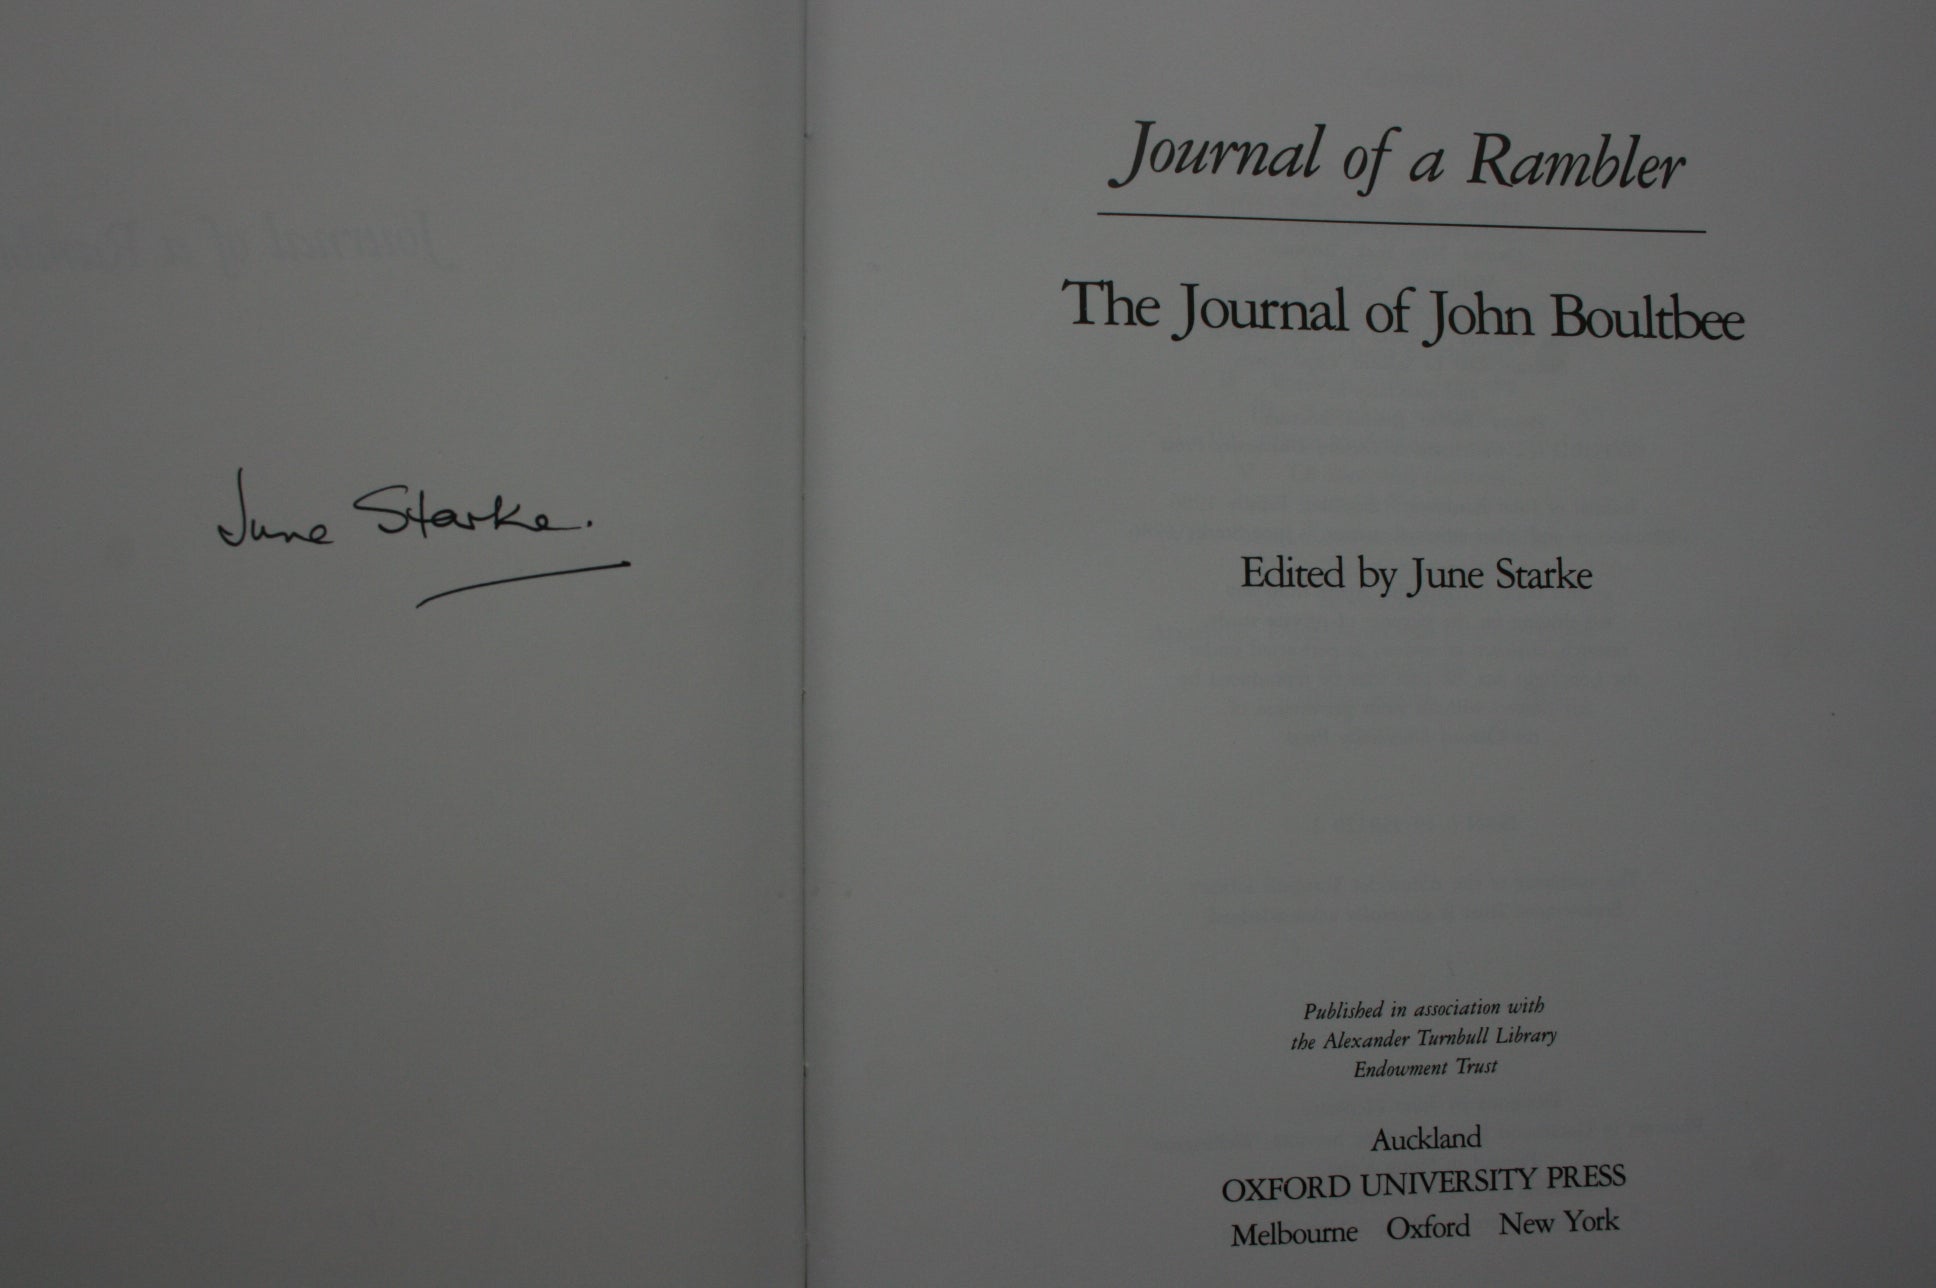 June Starke.
Journal of a Rambler
The Journal of John Boultbee
Edited by June Starke
Published in association with
the Alexander Turnbull Library
Endowment Trust
Auckland
OXFORD UNIVERSITY PRESS
Melbourne Oxford New York